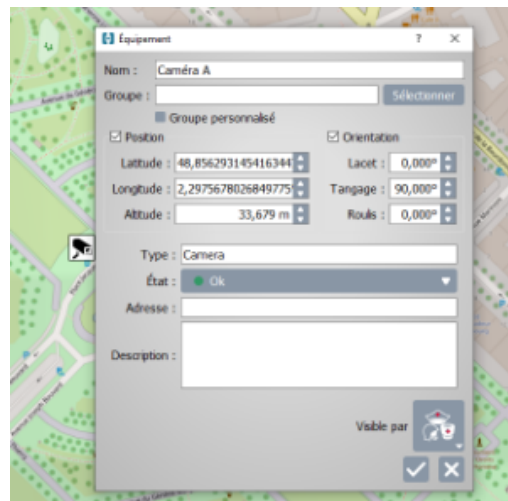 Équipement ? ×
Nom : Caméra A
Groupe : Sélectionner
Groupe personnalisé
Position Orientation
Latitude : 48,856293145416344 Lacet : 0,000°
Longitude : 2,2975678026849775 Tangage : 90,000°
Altitude : 33,679 m Roulis : 0,000°
Type : Camera
État : Ok
Adresse :
Description :
Visible par